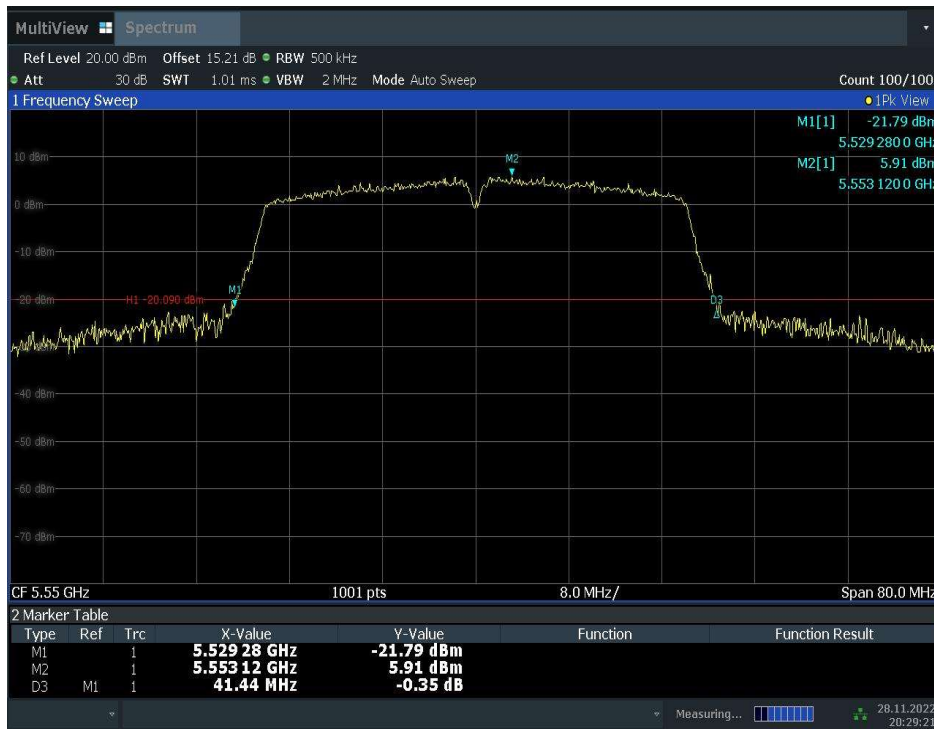 MultiView Spectrum
Ref Level 20.00 dBm Offset 15.21 dB RBW 500 kHz
Att 30 dB SWT 1.01 ms VBW 2 MHz Mode Auto Sweep Count 100/100
1 Frequency Sweep 1Pk View
M1[1] -21.79 dBm
5.529 280 0 GHz
10 dBm M2 M2[1] 5.91 dBm
5.553 120 0 GHz
0 dBm
-10 dBm
M1
-20 dBm H1 -20.090 dBm D3
-40 dBm
-50 dBm
-60 dBm
-70 dBm
CF 5.55 GHz 1001 pts 8.0 MHz/ Span 80.0 MHz
2 Marker Table
Type Ref Trc X-Value Y-Value Function Function Result
M1 1 5.529 28 GHz -21.79 dBm
M2 1 5.553 12 GHz 5.91 dBm
D3 M1 1 41.44 MHz -0.35 dB
Measuring... 28.11.2022
20:29:21